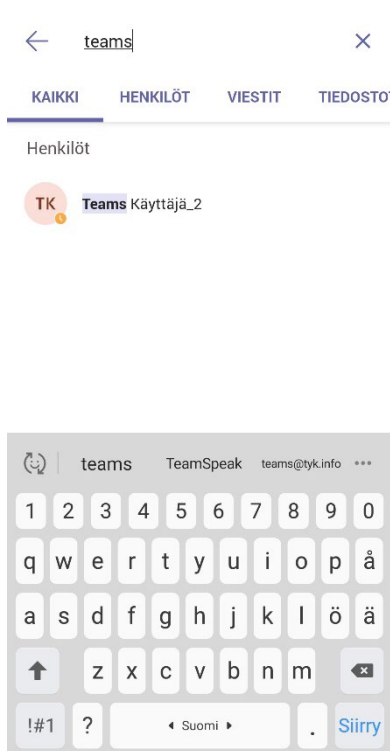 teams
KAIKKI HENKILÖT VIESTIT TIEDOSTOT
Henkilöt
TK Teams Käyttäjä_2
teams TeamSpeak teams@tyk.info
1 2 3 4 5 6 7 8 9 0
q w e r t y u i o p å
a s d f g h j k l ö ä
z x c v b n m
!#1 ? Suomi . Siirry